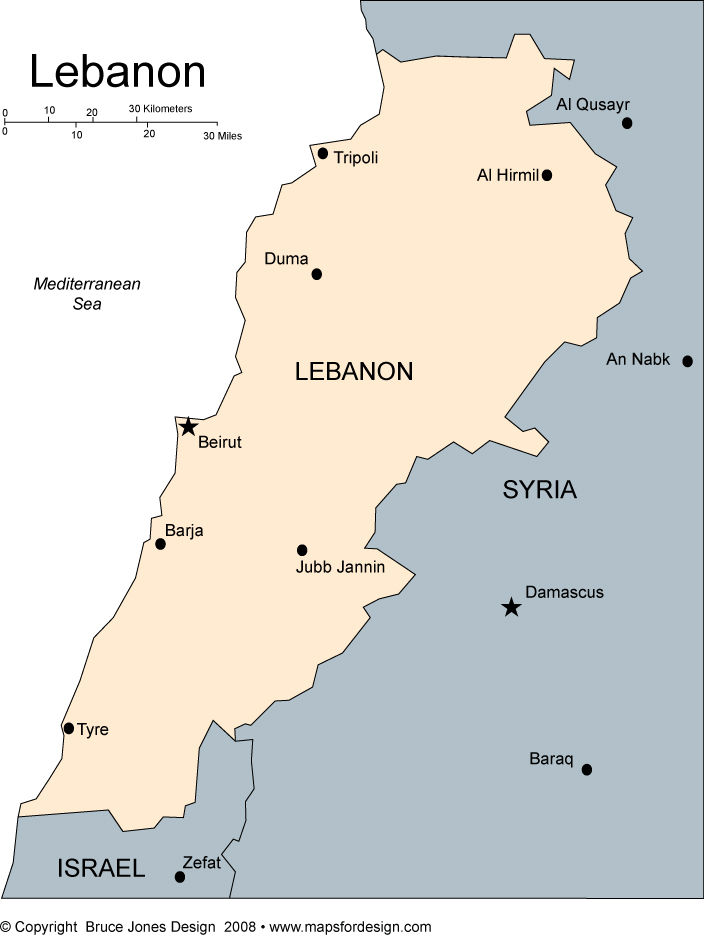 Lebanon
0 10 20 30 Kilometers
0 10 20 30 Miles
Al Qusayr
Tripoli
Al Hirmil
Duma
Mediterranean
Sea
An Nabk
LEBANON
Beirut
SYRIA
Barja
Jubb Jannin
Damascus
Tyre
Baraq
ISRAEL
Zefat
© Copyright Bruce Jones Design 2008 • www.mapsfordesign.com